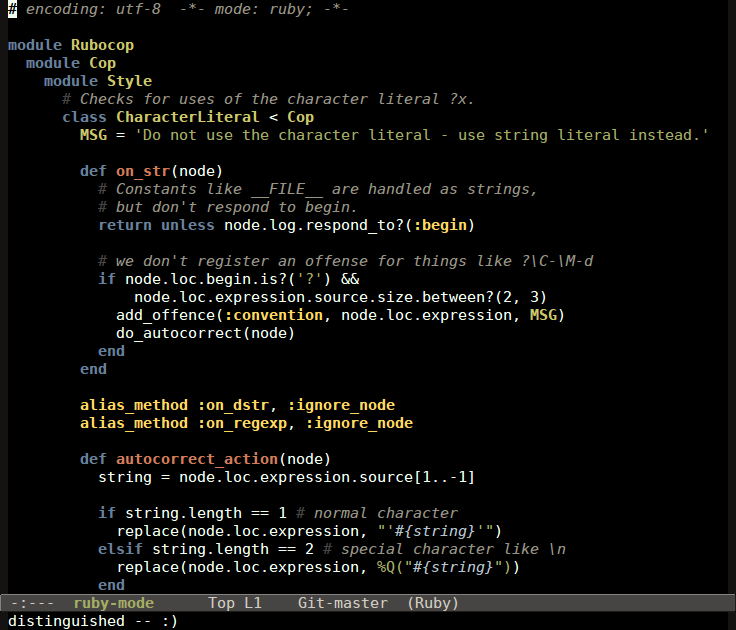 # encoding: utf-8  -*- mode: ruby; -*-

module Rubocop
  module Cop
    module Style
      # Checks for uses of the character literal ?x.
      class CharacterLiteral < Cop
        MSG = 'Do not use the character literal - use string literal instead.'

        def on_str(node)
          # Constants like __FILE__ are handled as strings,
          # but don't respond to begin.
          return unless node.log.respond_to?(:begin)

          # we don't register an offense for things like ?\C-\M-d
          if node.loc.begin.is?('?') &&
              node.loc.expression.source.size.between?(2, 3)
            add_offence(:convention, node.loc.expression, MSG)
            do_autocorrect(node)
          end
        end

        alias_method :on_dstr, :ignore_node
        alias_method :on_regexp, :ignore_node

        def autocorrect_action(node)
          string = node.loc.expression.source[1..-1]

          if string.length == 1 # normal character
            replace(node.loc.expression, "'#{string}'")
          elsif string.length == 2 # special character like \n
            replace(node.loc.expression, %Q("#{string}"))
          end
-:---  ruby-mode      Top L1    Git-master  (Ruby)
distinguished -- :)